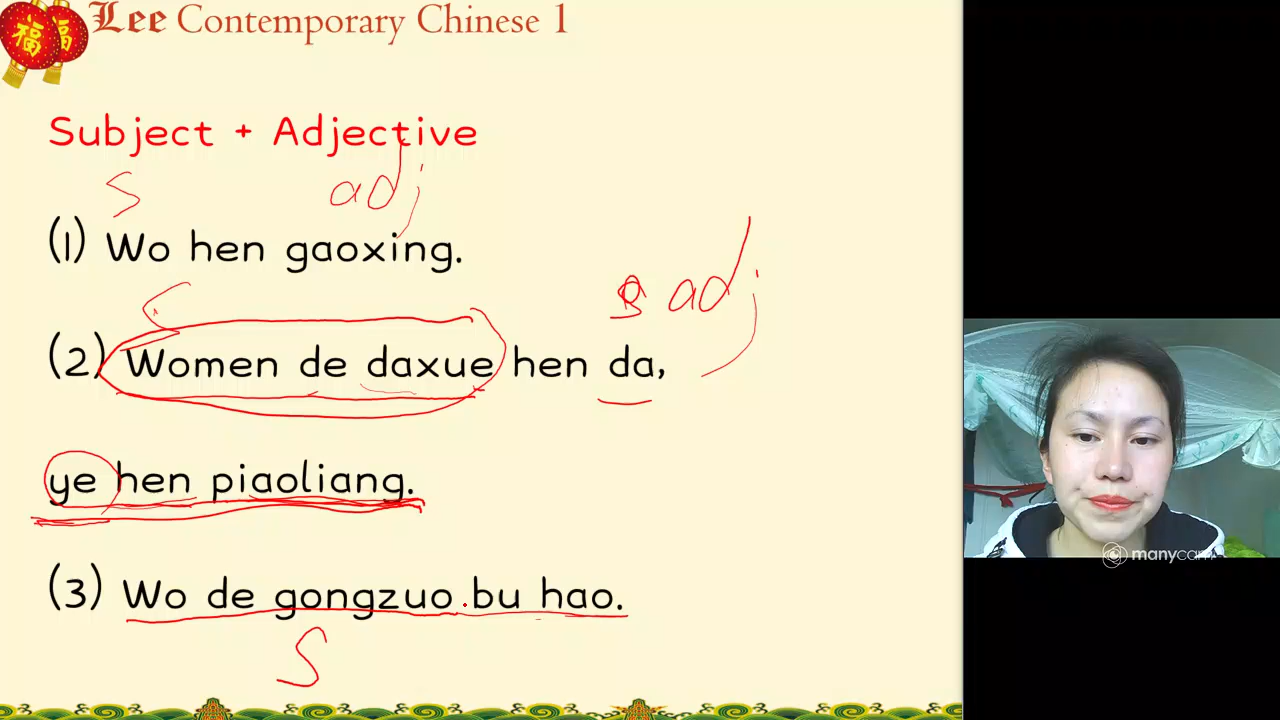 福 福
Lee Contemporary Chinese 1
Subject + Adjective
S adj
(1) Wo hen gaoxing.
adj
(2) Women de daxue hen da,
ye hen piaoliang.
(3) Wo de gongzuo bu hao.
S
manycam